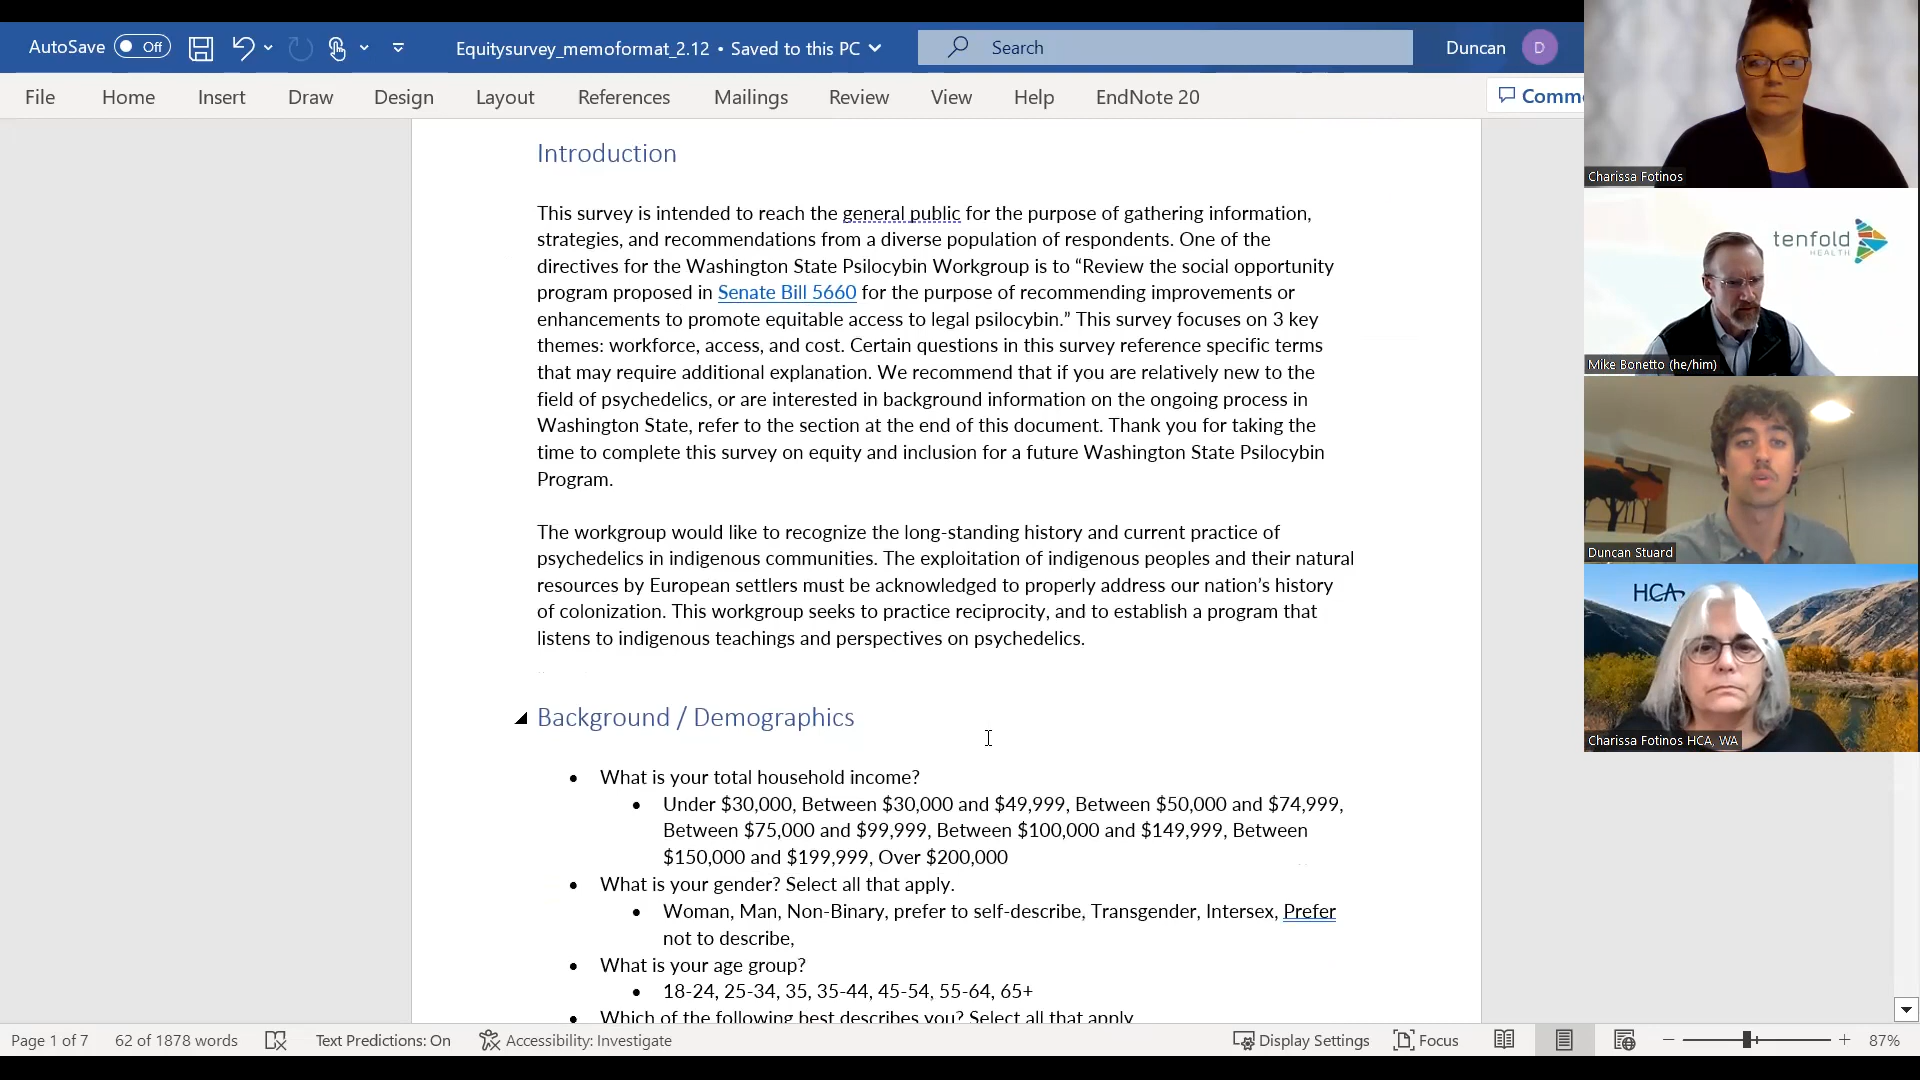 AutoSave Off
Equitysurvey_memoformat_2.12 • Saved to this PC
Search
Duncan D
File Home Insert Draw Design Layout References Mailings Review View Help EndNote 20 Comm
Introduction
This survey is intended to reach the general public for the purpose of gathering information,
strategies, and recommendations from a diverse population of respondents. One of the
directives for the Washington State Psilocybin Workgroup is to “Review the social opportunity
program proposed in Senate Bill 5660 for the purpose of recommending improvements or
enhancements to promote equitable access to legal psilocybin.” This survey focuses on 3 key
themes: workforce, access, and cost. Certain questions in this survey reference specific terms
that may require additional explanation. We recommend that if you are relatively new to the
field of psychedelics, or are interested in background information on the ongoing process in
Washington State, refer to the section at the end of this document. Thank you for taking the
time to complete this survey on equity and inclusion for a future Washington State Psilocybin
Program.
The workgroup would like to recognize the long-standing history and current practice of
psychedelics in indigenous communities. The exploitation of indigenous peoples and their natural
resources by European settlers must be acknowledged to properly address our nation’s history
of colonization. This workgroup seeks to practice reciprocity, and to establish a program that
listens to indigenous teachings and perspectives on psychedelics.
Background / Demographics
• What is your total household income?
• Under $30,000, Between $30,000 and $49,999, Between $50,000 and $74,999,
Between $75,000 and $99,999, Between $100,000 and $149,999, Between
$150,000 and $199,999, Over $200,000
• What is your gender? Select all that apply.
• Woman, Man, Non-Binary, prefer to self-describe, Transgender, Intersex, Prefer
not to describe,
• What is your age group?
• 18-24, 25-34, 35, 35-44, 45-54, 55-64, 65+
• Which of the following best describes you? Select all that apply
Page 1 of 7 62 of 1878 words Text Predictions: On Accessibility: Investigate Display Settings Focus 87%
Charissa Fotinos
tenfold
HEALTH
Mike Bonetto (he/him)
Duncan Stuard
HCA
Charissa Fotinos HCA, WA